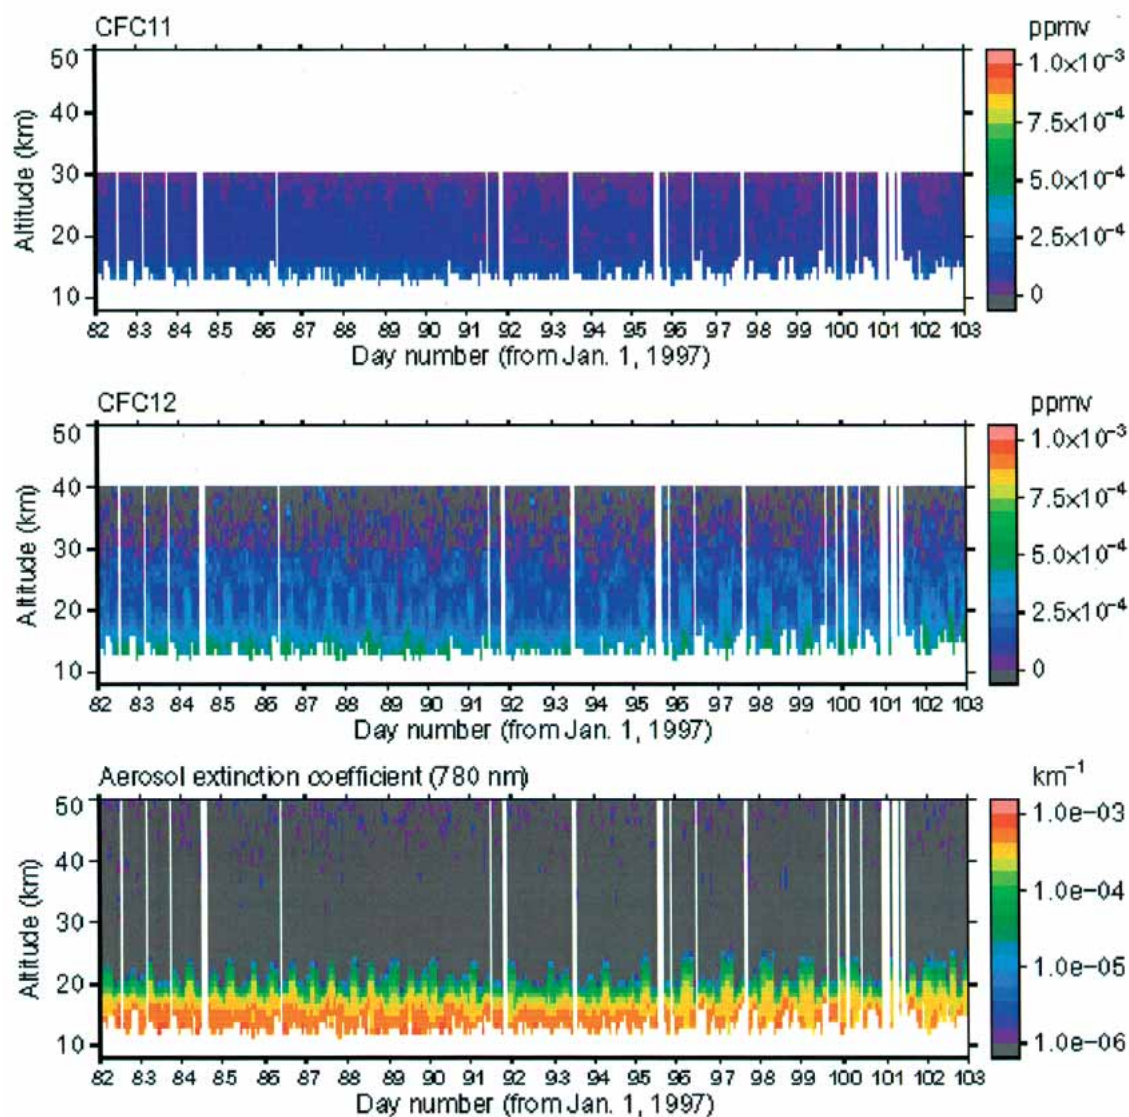 CFC11
ppmv
50
40
30
20
10
Altitude (km)
1.0×10⁻³
7.5×10⁻⁴
5.0×10⁻⁴
2.5×10⁻⁴
0
82 83 84 85 86 87 88 89 90 91 92 93 94 95 96 97 98 99 100 101 102 103
Day number (from Jan. 1, 1997)
CFC12
ppmv
50
40
30
20
10
Altitude (km)
1.0×10⁻³
7.5×10⁻⁴
5.0×10⁻⁴
2.5×10⁻⁴
0
82 83 84 85 86 87 88 89 90 91 92 93 94 95 96 97 98 99 100 101 102 103
Day number (from Jan. 1, 1997)
Aerosol extinction coefficient (780 nm)
km⁻¹
50
40
30
20
10
Altitude (km)
1.0e−03
1.0e−04
1.0e−05
1.0e−06
82 83 84 85 86 87 88 89 90 91 92 93 94 95 96 97 98 99 100 101 102 103
Day number (from Jan. 1, 1997)